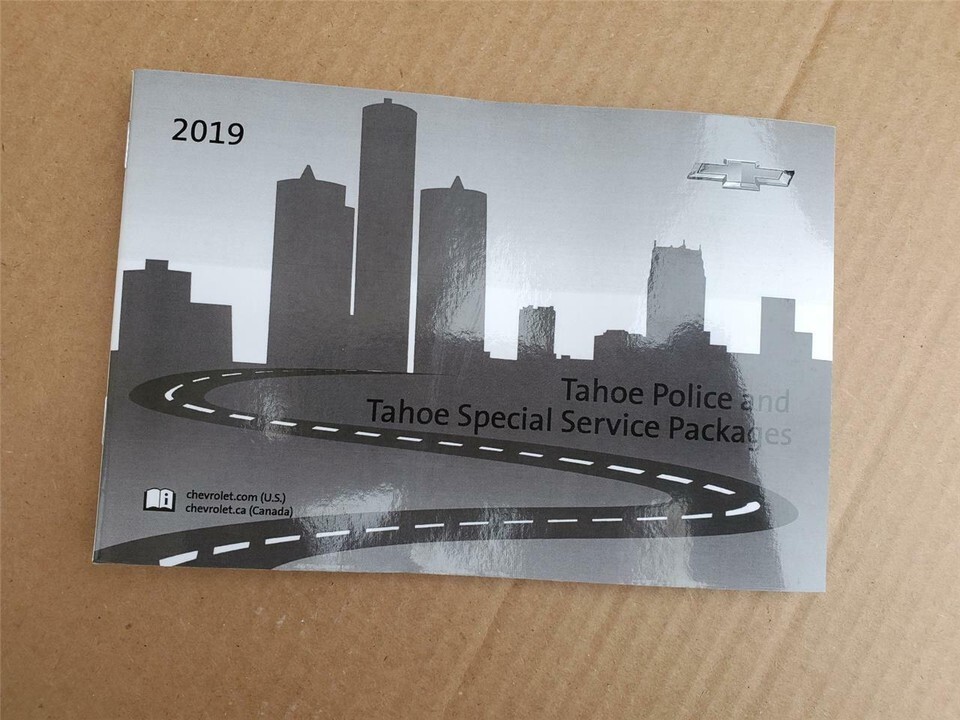 2019
Tahoe Police and
Tahoe Special Service Packages
chevrolet.com (U.S.)
chevrolet.ca (Canada)